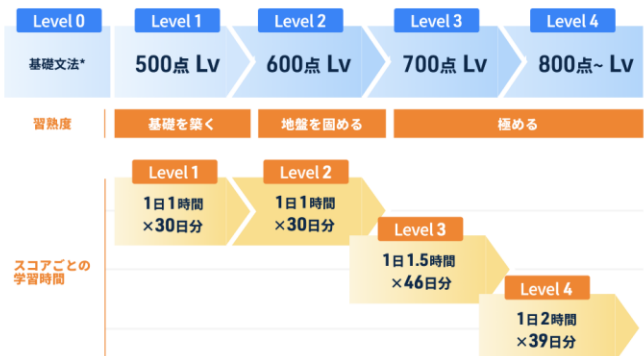 Level 0
Level 1
Level 2
Level 3
Level 4
基礎文法*
500点 Lv
600点 Lv
700点 Lv
800点~ Lv
習熟度
基礎を築く
地盤を固める
極める
スコアごとの
学習時間
Level 1
1日1時間
×30日分
Level 2
1日1時間
×30日分
Level 3
1日1.5時間
×46日分
Level 4
1日2時間
×39日分